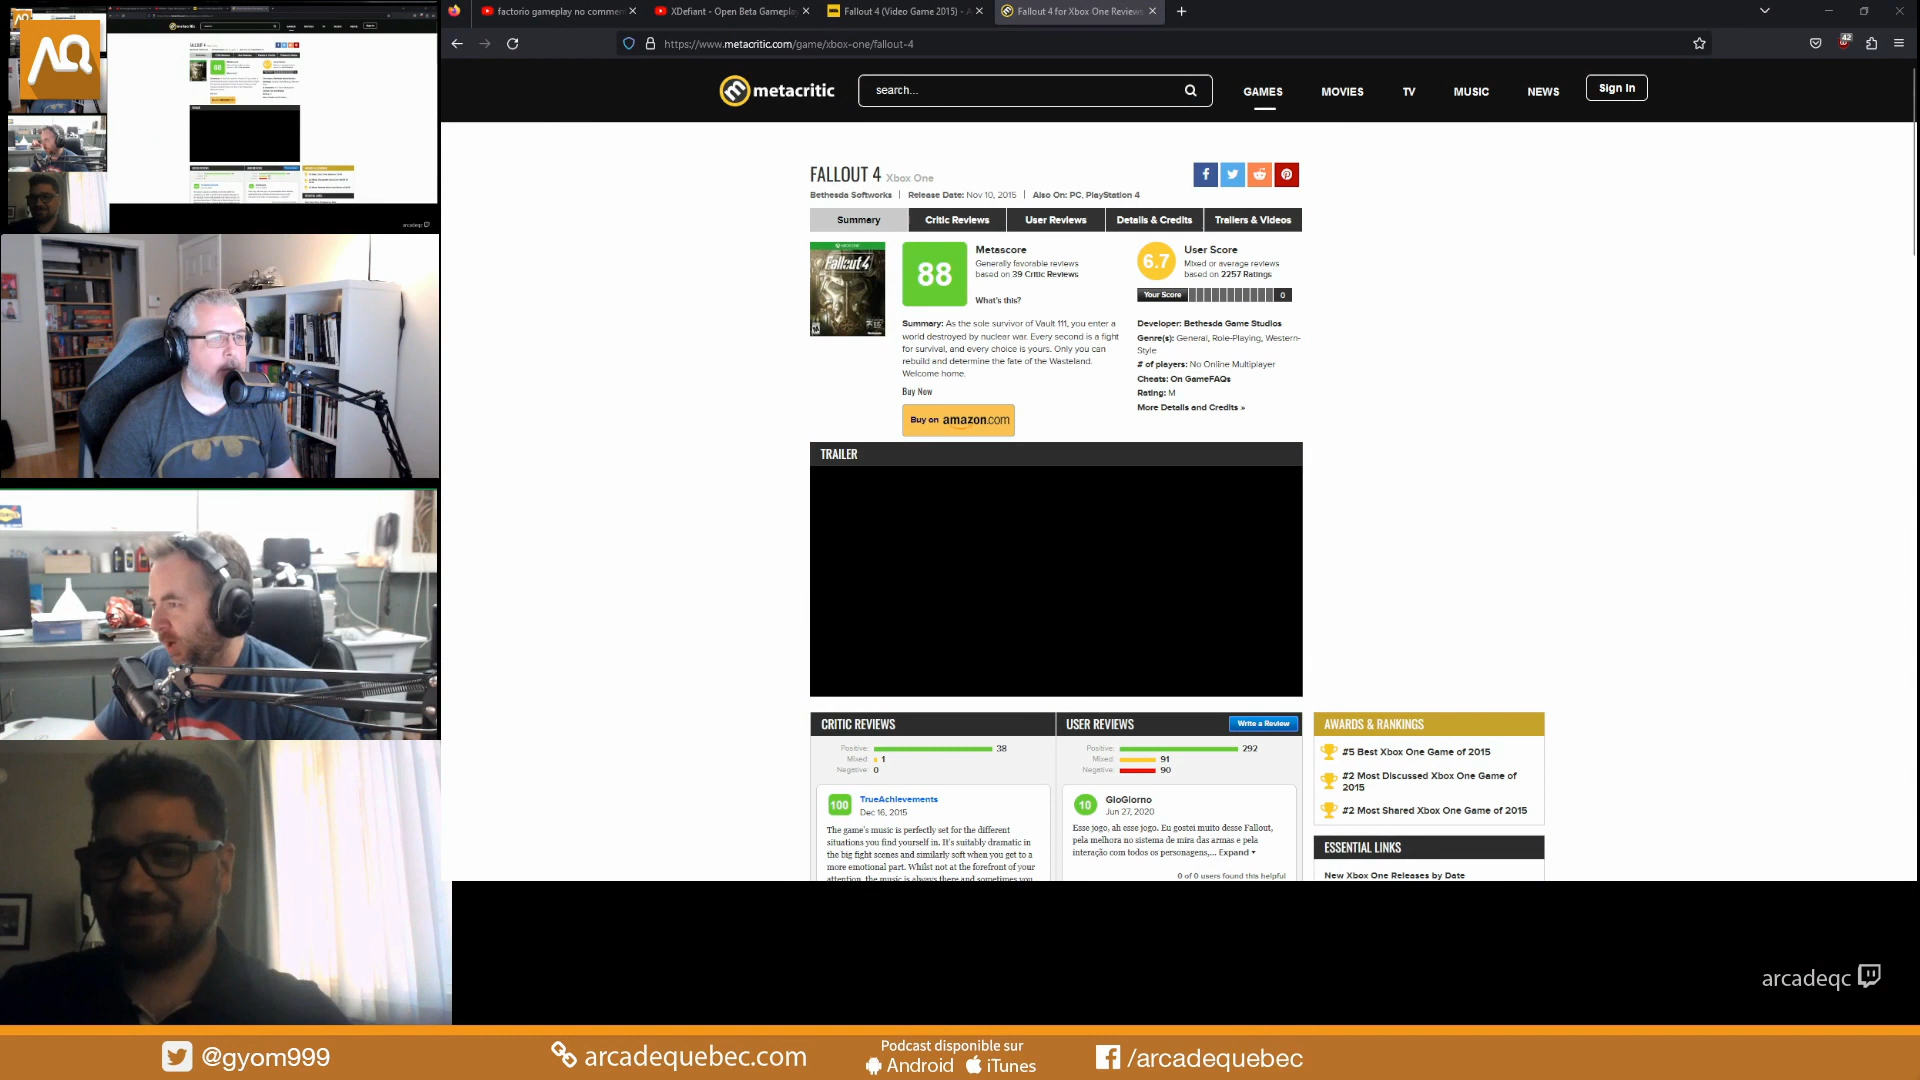 factorio gameplay no commen
XDefiant - Open Beta Gamepla
Fallout 4 (Video Game 2015) - A
Fallout 4 for Xbox One Reviews
https://www.metacritic.com/game/xbox-one/fallout-4
42
metacritic
search...
GAMES
MOVIES
TV
MUSIC
NEWS
Sign In
FALLOUT 4 Xbox One
Bethesda Softworks | Release Date: Nov 10, 2015 | Also On: PC, PlayStation 4
Summary
Critic Reviews
User Reviews
Details & Credits
Trailers & Videos
Fallout 4
88
Metascore
Generally favorable reviews
based on 39 Critic Reviews
What's this?
6.7
User Score
Mixed or average reviews
based on 2257 Ratings
Your Score
0
Summary: As the sole survivor of Vault 111, you enter a
world destroyed by nuclear war. Every second is a fight
for survival, and every choice is yours. Only you can
rebuild and determine the fate of the Wasteland.
Welcome home.
Buy Now
Buy on amazon.com
Developer: Bethesda Game Studios
Genre(s): General, Role-Playing, Western-
Style
# of players: No Online Multiplayer
Cheats: On GameFAQs
Rating: M
More Details and Credits »
TRAILER
CRITIC REVIEWS
Positive: 38
Mixed: 1
Negative: 0
100
TrueAchievements
Dec 16, 2015
The game's music is perfectly set for the different
situations you find yourself in. It's suitably dramatic in
the big fight scenes and similarly soft when you get to a
more emotional part. Whilst not at the forefront of your
attention, the music is always there and sometimes you
USER REVIEWS
Write a Review
Positive: 292
Mixed: 91
Negative: 90
10
GloGiorno
Jun 27, 2020
Esse jogo, ah esse jogo. Eu gostei muito desse Fallout,
pela melhora no sistema de mira das armas e pela
interação com todos os personagens,... Expand
0 of 0 users found this helpful
AWARDS & RANKINGS
#5 Best Xbox One Game of 2015
#2 Most Discussed Xbox One Game of
2015
#2 Most Shared Xbox One Game of 2015
ESSENTIAL LINKS
New Xbox One Releases by Date
AQ
arcadeqc
arcadeqc
@gyom999
arcadequebec.com
Podcast disponible sur
Android iTunes
/arcadequebec